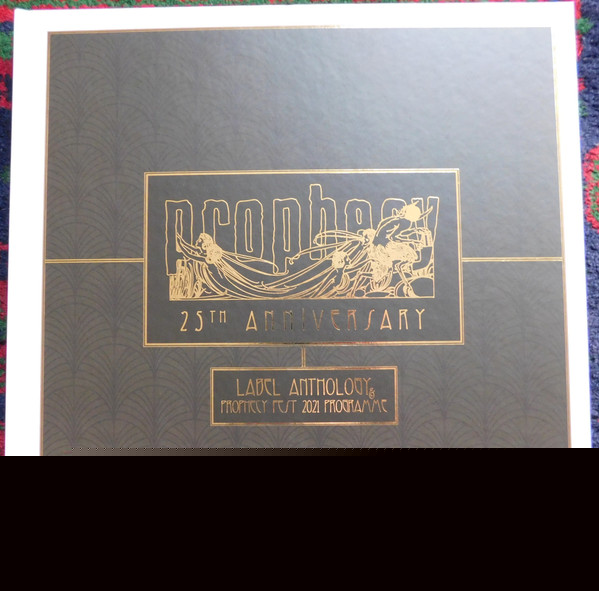 prophecy
25TH ANNIVERSARY
LABEL ANTHOLOGY &
PROPHECY FEST 2021 PROGRAMME